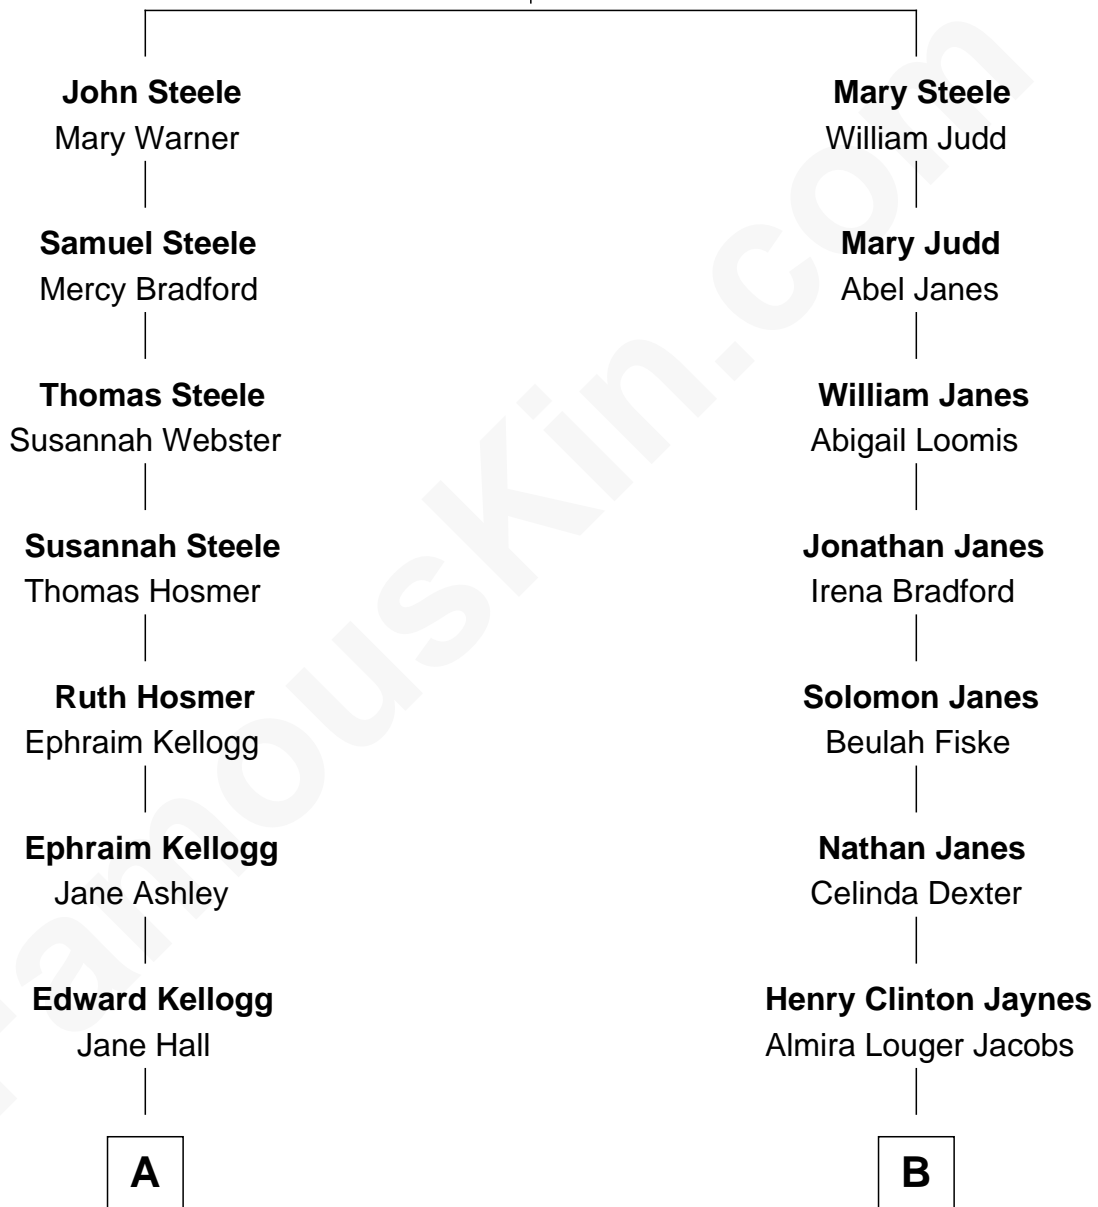 John Steele
Mary Warner
Mary Steele
William Judd
Samuel Steele
Mercy Bradford
Mary Judd
Abel Janes
Thomas Steele
Susannah Webster
William Janes
Abigail Loomis
Susannah Steele
Thomas Hosmer
Jonathan Janes
Irena Bradford
Ruth Hosmer
Ephraim Kellogg
Solomon Janes
Beulah Fiske
Ephraim Kellogg
Jane Ashley
Nathan Janes
Celinda Dexter
Edward Kellogg
Jane Hall
Henry Clinton Jaynes
Almira Louger Jacobs
A
B
FamousKin.com